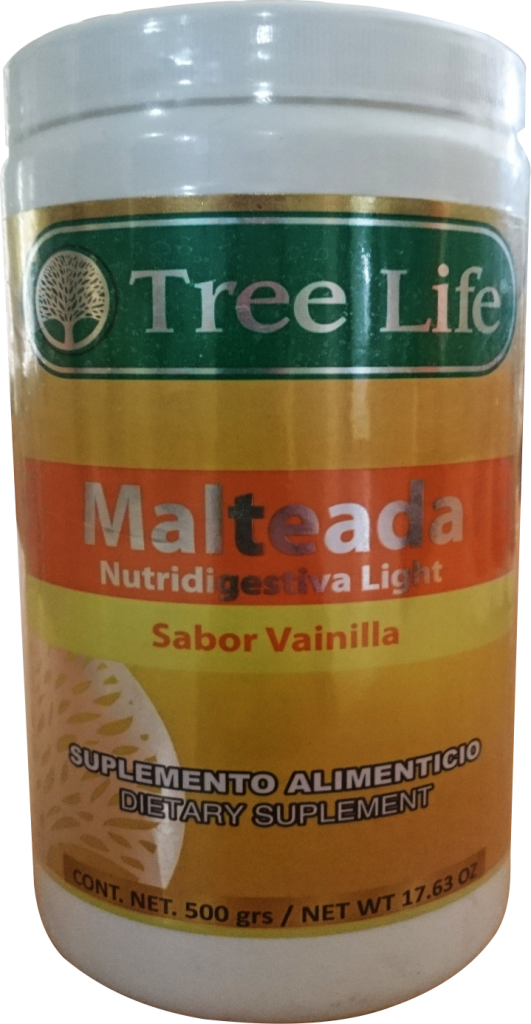 Tree Life
Malteada
Nutridigestiva Light
Sabor Vainilla
SUPLEMENTO ALIMENTICIO
DIETARY SUPLEMENT
CONT. NET. 500 grs / NET WT 17.63 OZ